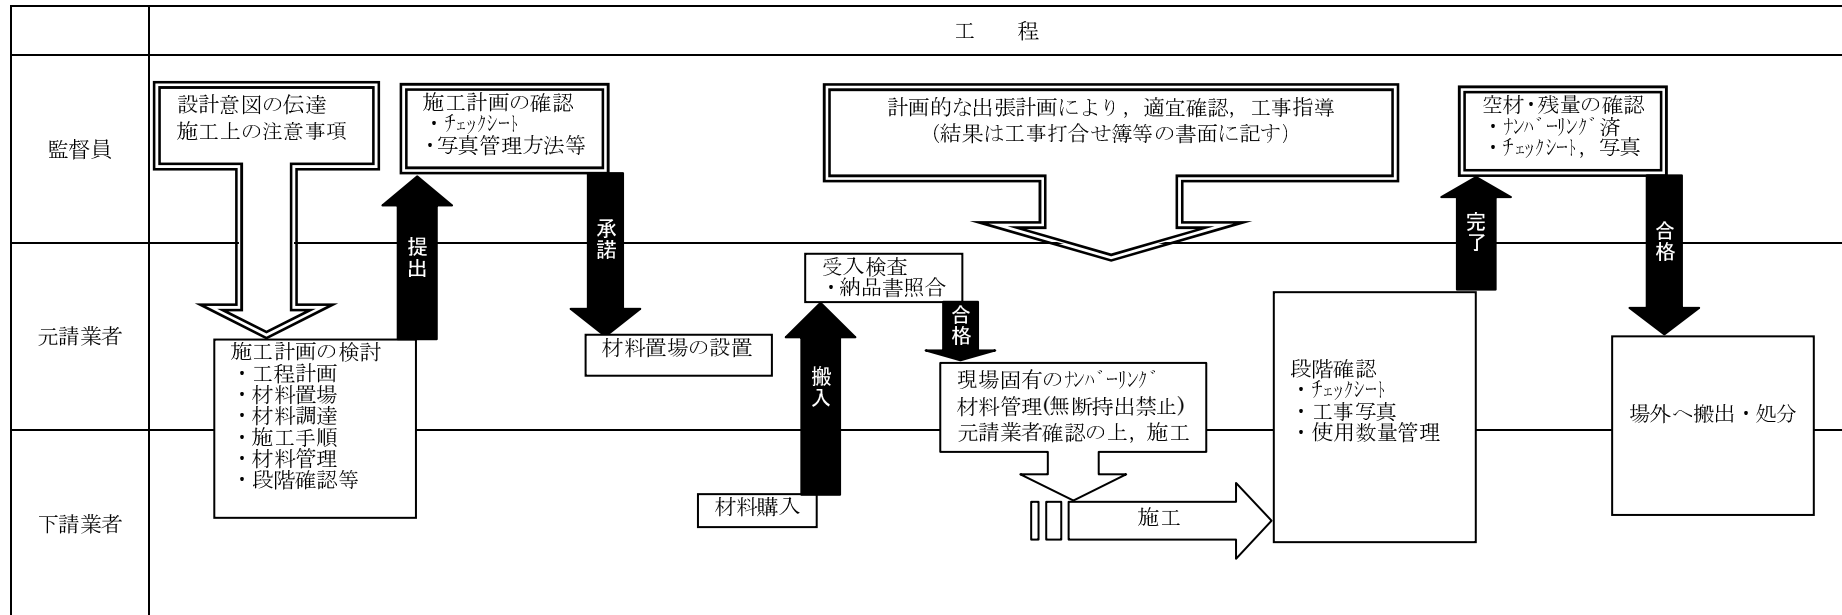 工　　程
監督員
設計意図の伝達
施工上の注意事項
施工計画の確認
・ﾁｪｯｸｼｰﾄ
・写真管理方法等
計画的な出張計画により，適宜確認，工事指導
（結果は工事打合せ簿等の書面に記す）
空材・残量の確認
・ﾅﾝﾊﾞｰﾘﾝｸﾞ済
・ﾁｪｯｸｼｰﾄ，写真
提出
承諾
完了
合格
元請業者
施工計画の検討
・工程計画
・材料置場
・材料調達
・施工手順
・材料管理
・段階確認等
材料置場の設置
受入検査
・納品書照合
搬入
合格
現場固有のﾅﾝﾊﾞｰﾘﾝｸﾞ
材料管理(無断持出禁止)
元請業者確認の上，施工
段階確認
・ﾁｪｯｸｼｰﾄ
・工事写真
・使用数量管理
場外へ搬出・処分
下請業者
材料購入
施工